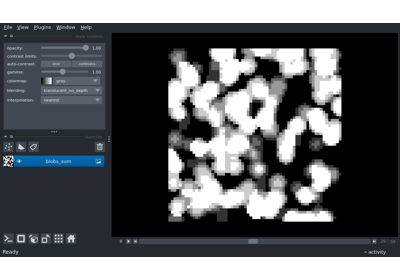 File View Plugins Window Help
opacity: 1.00
contrast limits:
auto-contrast: once continuous
gamma: 1.00
colormap: gray
blending: translucent_no_depth
interpolation: nearest
blobs_sum
Ready
activity